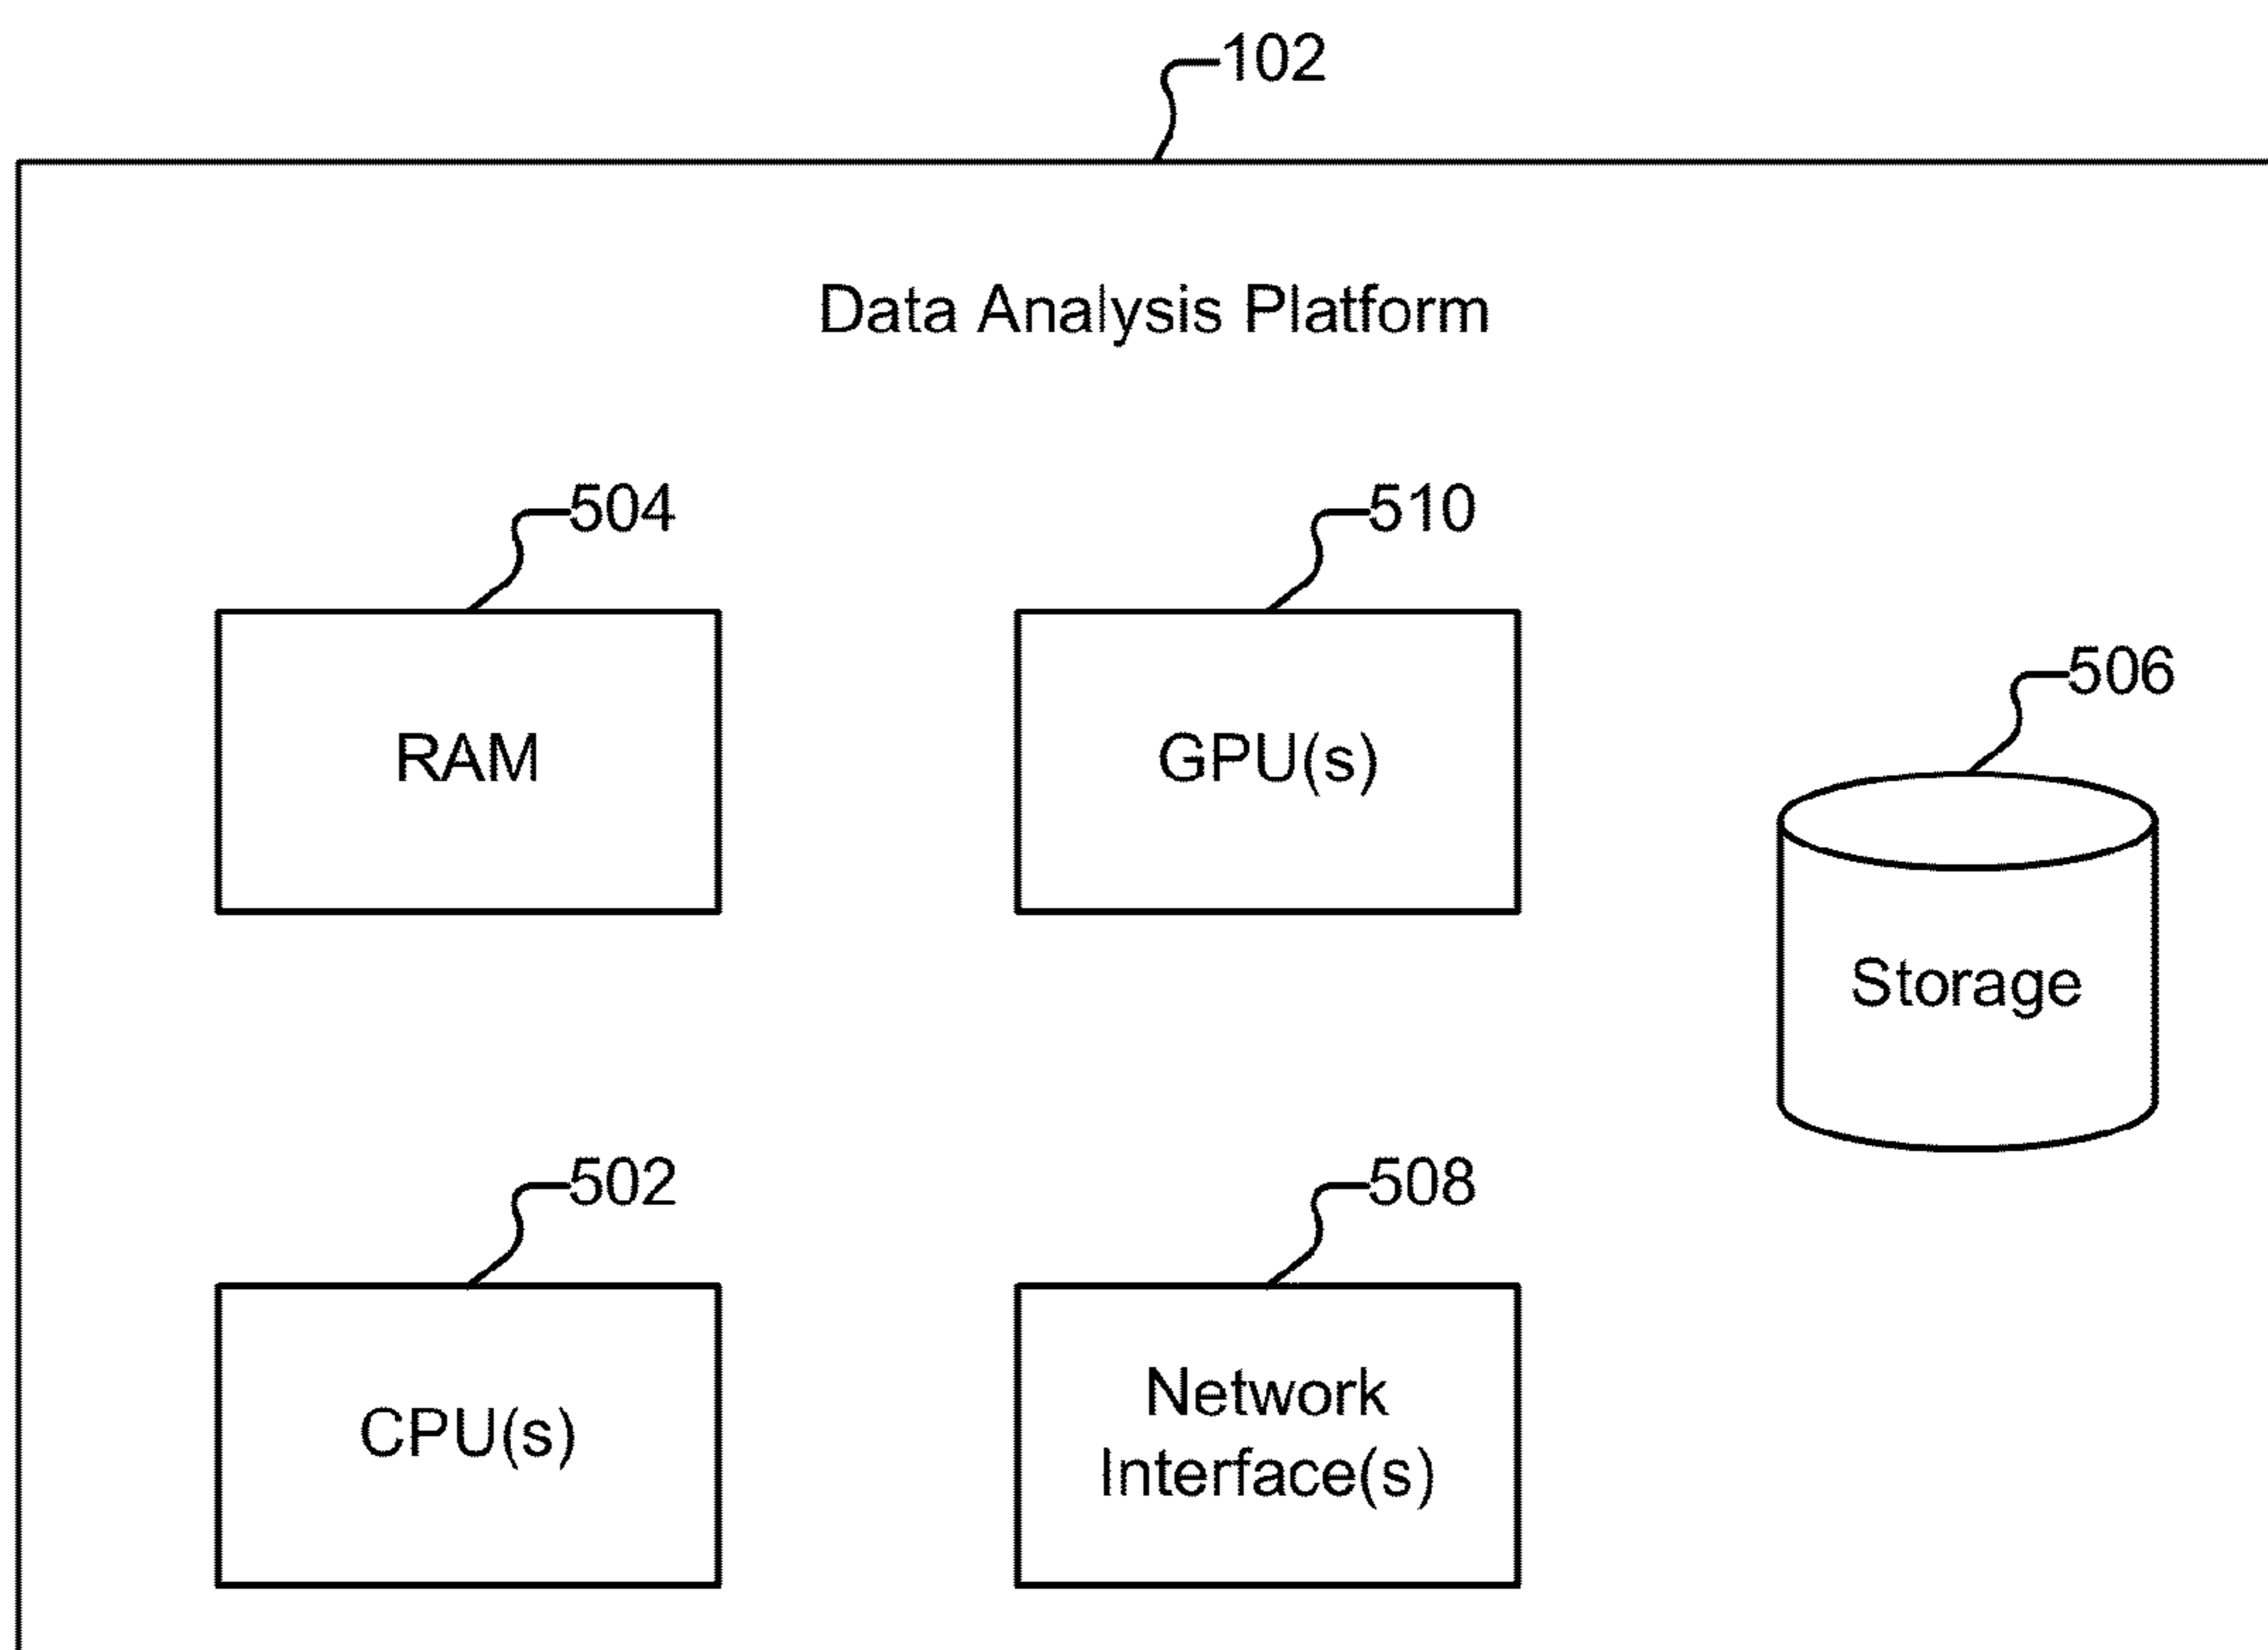 102
Data Analysis Platform
504
510
506
RAM
GPU(s)
Storage
502
508
CPU(s)
Network
Interface(s)